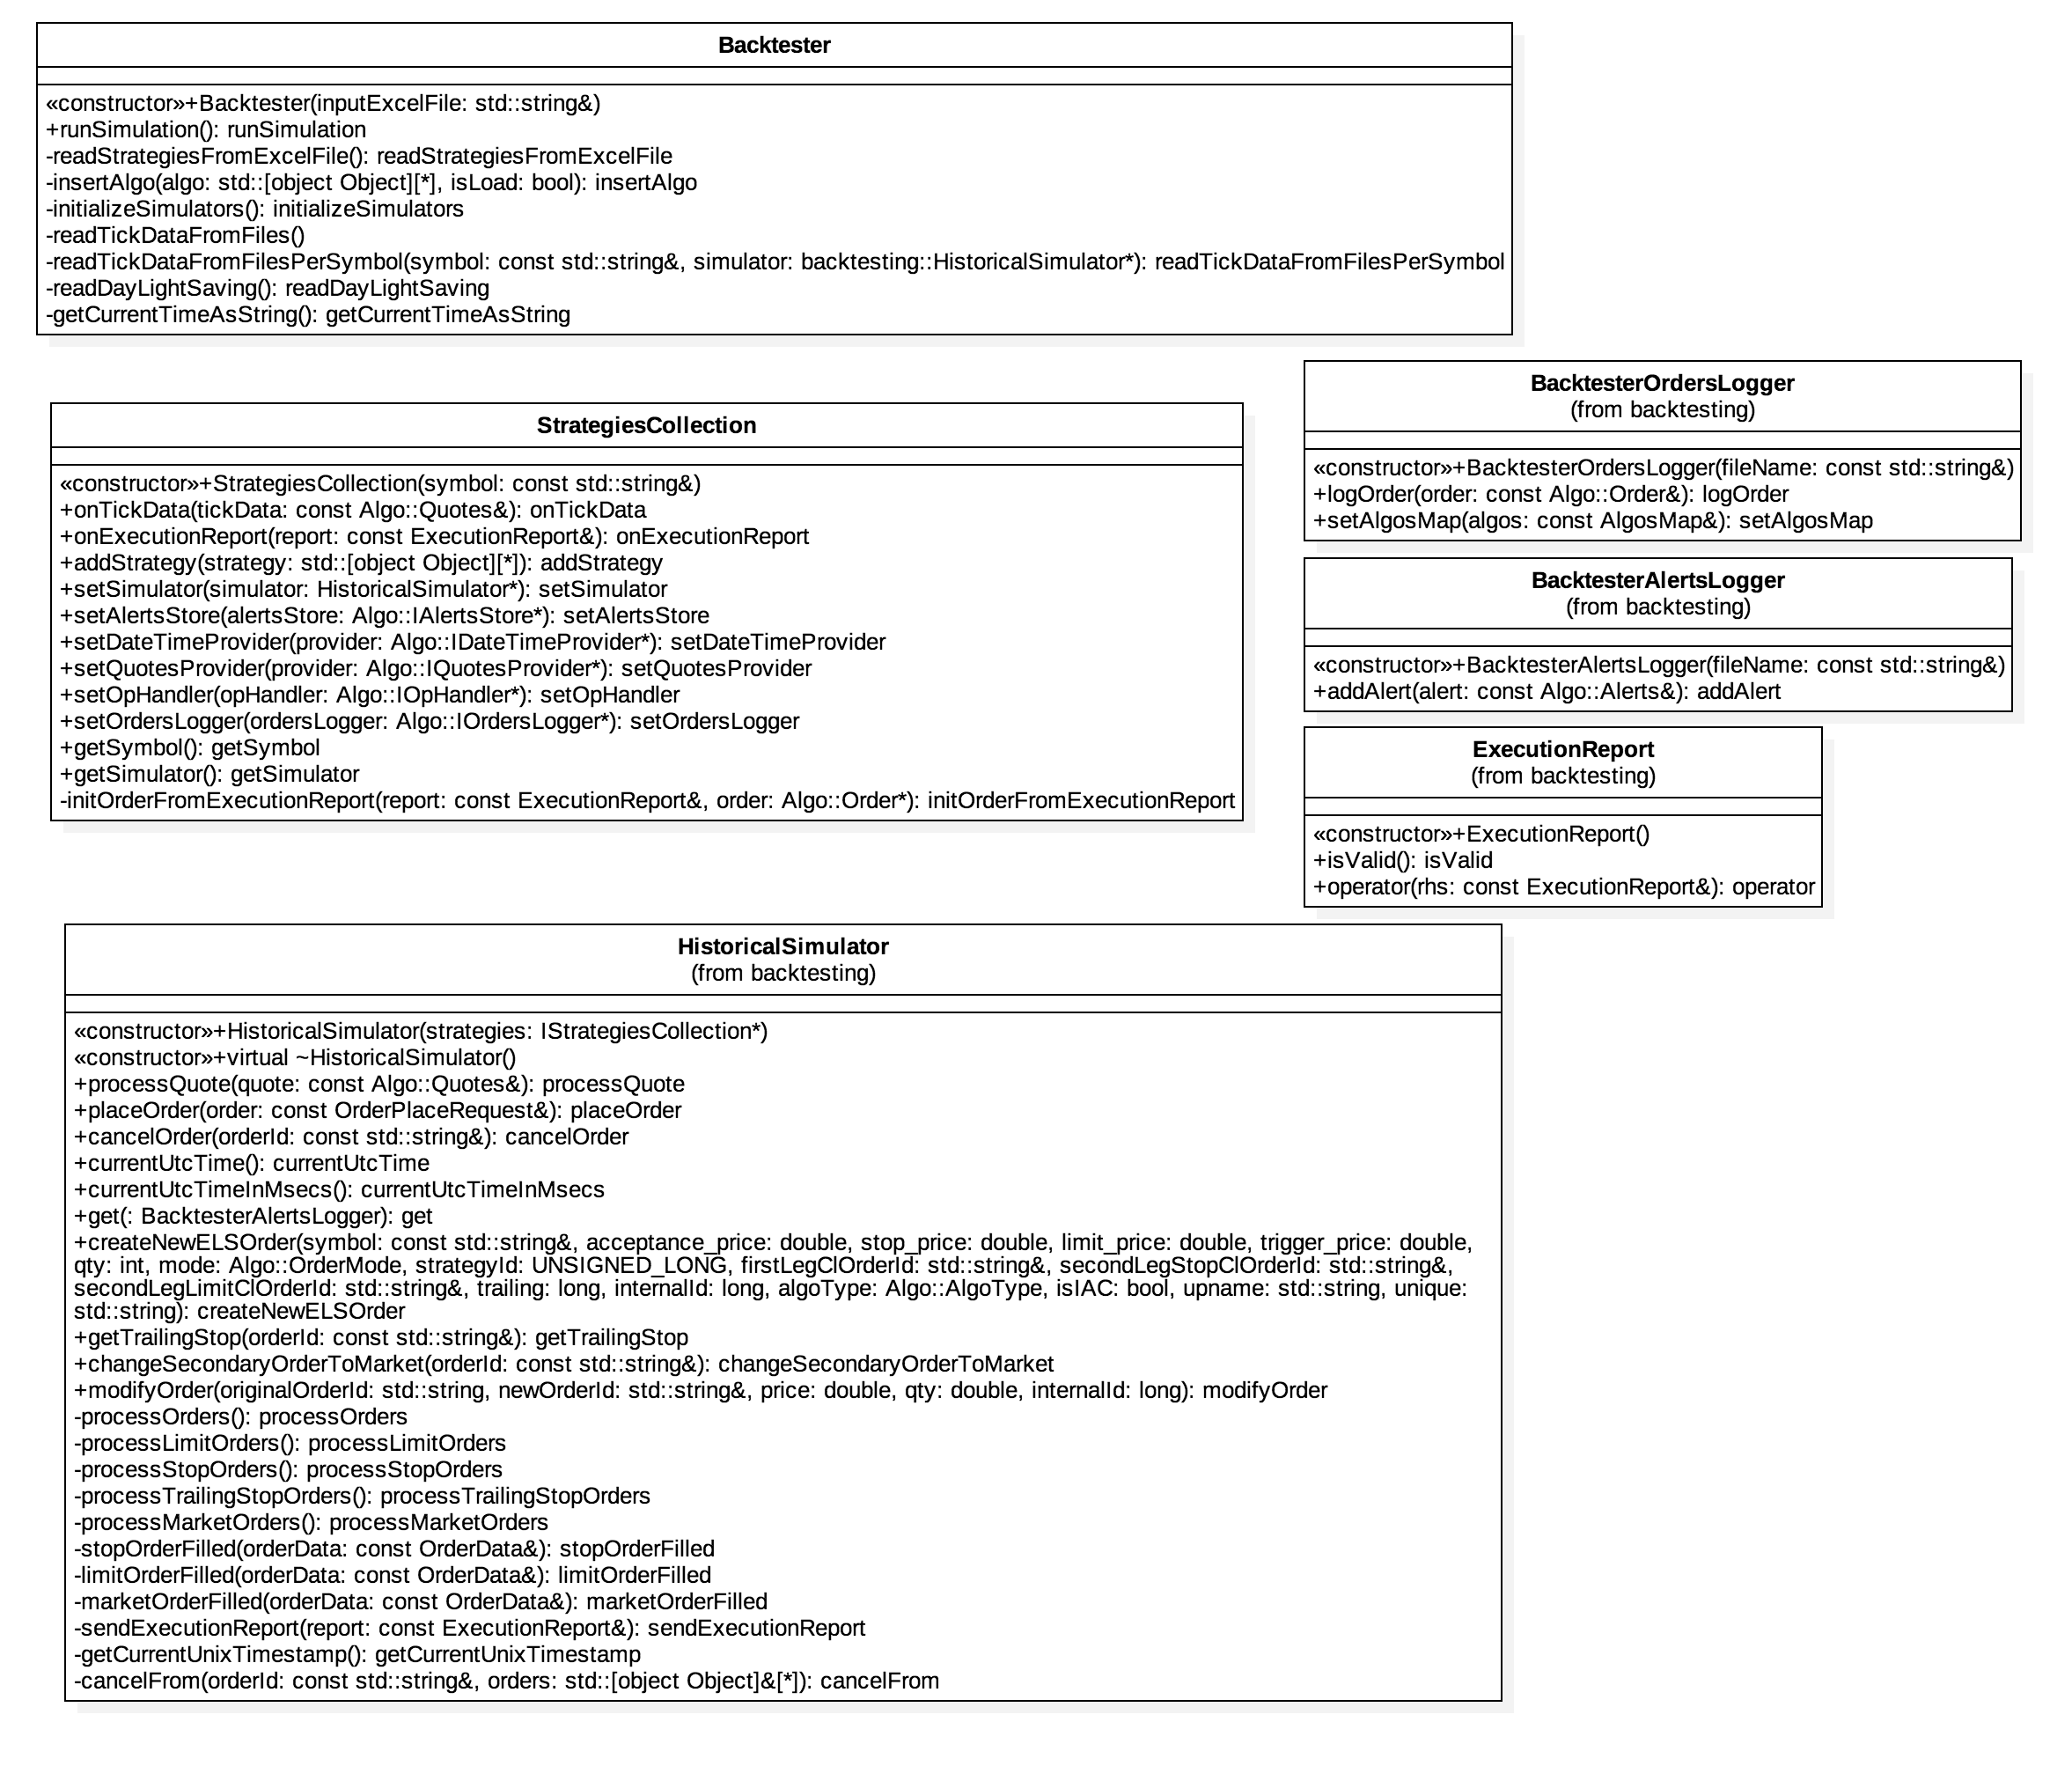 Backtester
«constructor»+Backtester(inputExcelFile: std::string&)
+runSimulation(): runSimulation
-readStrategiesFromExcelFile(): readStrategiesFromExcelFile
-insertAlgo(algo: std::[object Object][*], isLoad: bool): insertAlgo
-initializeSimulators(): initializeSimulators
-readTickDataFromFiles()
-readTickDataFromFilesPerSymbol(symbol: const std::string&, simulator: backtesting::HistoricalSimulator*): readTickDataFromFilesPerSymbol
-readDayLightSaving(): readDayLightSaving
-getCurrentTimeAsString(): getCurrentTimeAsString
StrategiesCollection
«constructor»+StrategiesCollection(symbol: const std::string&)
+onTickData(tickData: const Algo::Quotes&): onTickData
+onExecutionReport(report: const ExecutionReport&): onExecutionReport
+addStrategy(strategy: std::[object Object][*]): addStrategy
+setSimulator(simulator: HistoricalSimulator*): setSimulator
+setAlertsStore(alertsStore: Algo::IAlertsStore*): setAlertsStore
+setDateTimeProvider(provider: Algo::IDateTimeProvider*): setDateTimeProvider
+setQuotesProvider(provider: Algo::IQuotesProvider*): setQuotesProvider
+setOpHandler(opHandler: Algo::IOpHandler*): setOpHandler
+setOrdersLogger(ordersLogger: Algo::IOrdersLogger*): setOrdersLogger
+getSymbol(): getSymbol
+getSimulator(): getSimulator
-initOrderFromExecutionReport(report: const ExecutionReport&, order: Algo::Order*): initOrderFromExecutionReport
BacktesterOrdersLogger
(from backtesting)
«constructor»+BacktesterOrdersLogger(fileName: const std::string&)
+logOrder(order: const Algo::Order&): logOrder
+setAlgosMap(algos: const AlgosMap&): setAlgosMap
BacktesterAlertsLogger
(from backtesting)
«constructor»+BacktesterAlertsLogger(fileName: const std::string&)
+addAlert(alert: const Algo::Alerts&): addAlert
ExecutionReport
(from backtesting)
«constructor»+ExecutionReport()
+isValid(): isValid
+operator(rhs: const ExecutionReport&): operator
HistoricalSimulator
(from backtesting)
«constructor»+HistoricalSimulator(strategies: IStrategiesCollection*)
«constructor»+virtual ~HistoricalSimulator()
+processQuote(quote: const Algo::Quotes&): processQuote
+placeOrder(order: const OrderPlaceRequest&): placeOrder
+cancelOrder(orderId: const std::string&): cancelOrder
+currentUtcTime(): currentUtcTime
+currentUtcTimeInMsecs(): currentUtcTimeInMsecs
+get(: BacktesterAlertsLogger): get
+createNewELSOrder(symbol: const std::string&, acceptance_price: double, stop_price: double, limit_price: double, trigger_price: double,
qty: int, mode: Algo::OrderMode, strategyId: UNSIGNED_LONG, firstLegClOrderId: std::string&, secondLegStopClOrderId: std::string&,
secondLegLimitClOrderId: std::string&, trailing: long, internalId: long, algoType: Algo::AlgoType, isIAC: bool, upname: std::string, unique:
std::string): createNewELSOrder
+getTrailingStop(orderId: const std::string&): getTrailingStop
+changeSecondaryOrderToMarket(orderId: const std::string&): changeSecondaryOrderToMarket
+modifyOrder(originalOrderId: std::string, newOrderId: std::string&, price: double, qty: double, internalId: long): modifyOrder
-processOrders(): processOrders
-processLimitOrders(): processLimitOrders
-processStopOrders(): processStopOrders
-processTrailingStopOrders(): processTrailingStopOrders
-processMarketOrders(): processMarketOrders
-stopOrderFilled(orderData: const OrderData&): stopOrderFilled
-limitOrderFilled(orderData: const OrderData&): limitOrderFilled
-marketOrderFilled(orderData: const OrderData&): marketOrderFilled
-sendExecutionReport(report: const ExecutionReport&): sendExecutionReport
-getCurrentUnixTimestamp(): getCurrentUnixTimestamp
-cancelFrom(orderId: const std::string&, orders: std::[object Object]&[*]): cancelFrom